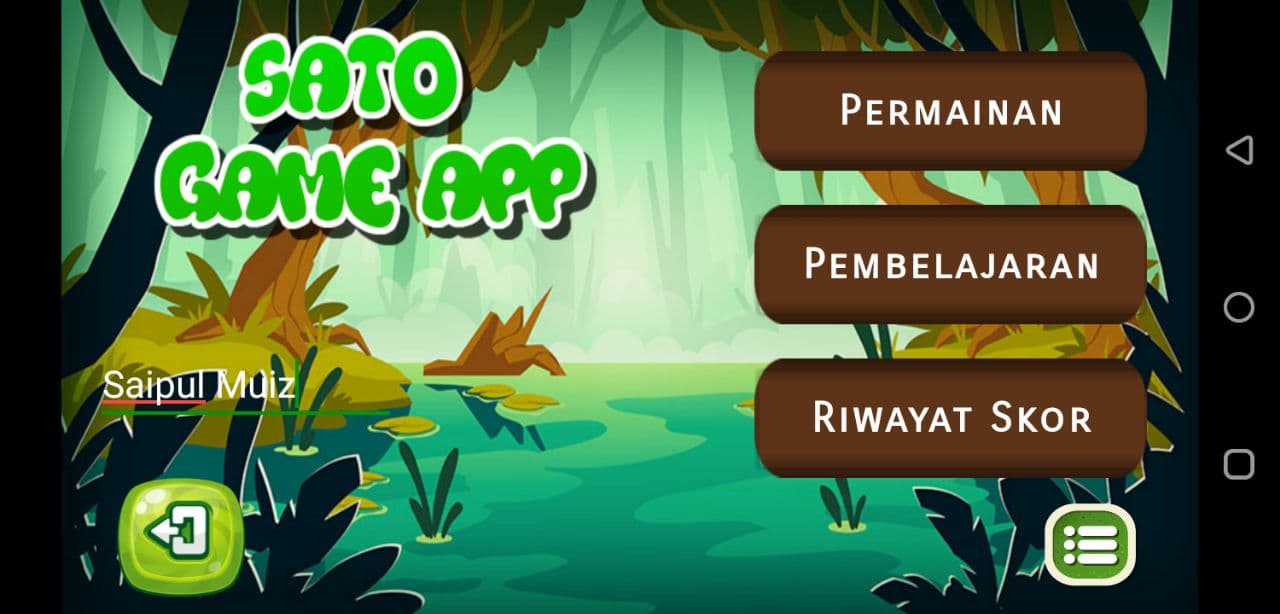 SATO
GAME APP
Saipul Muiz
Permainan
Pembelajaran
Riwayat Skor